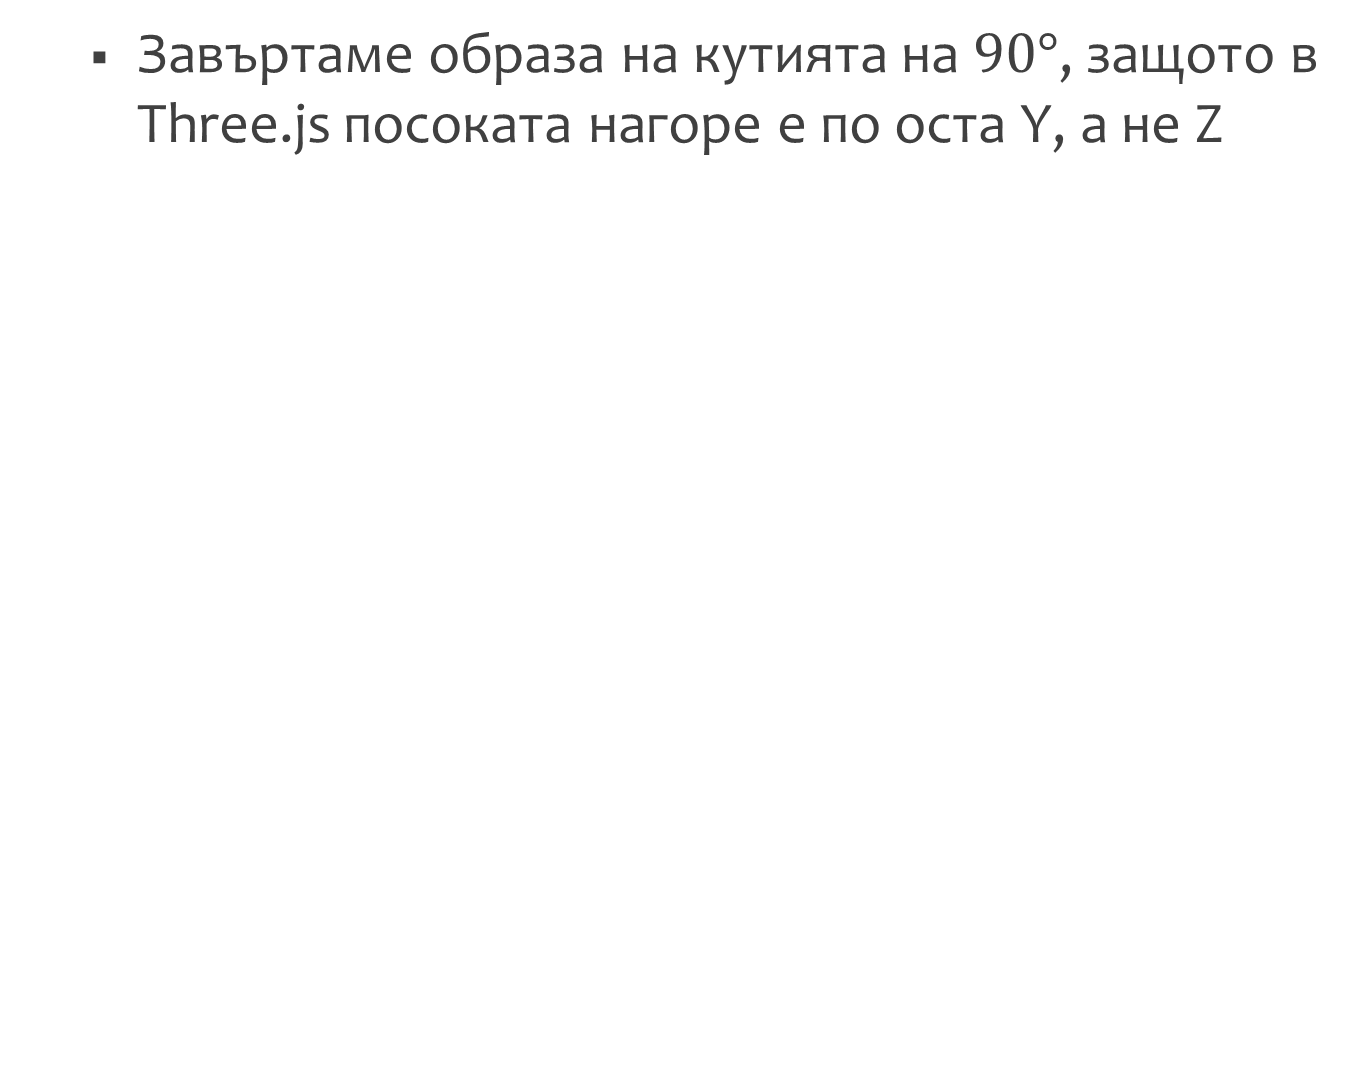 ▪ Завъртаме образа на кутията на 90°, защото в
Three.js посоката нагоре е по оста Y, а не Z